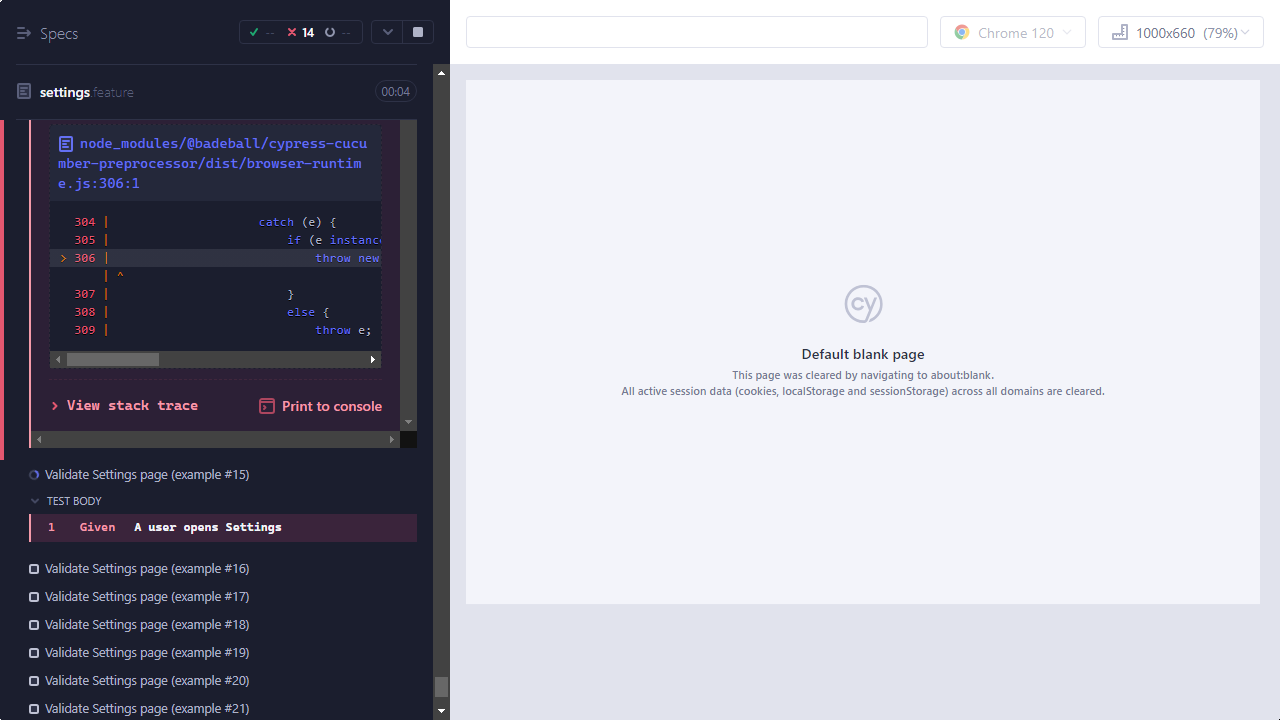 Specs
--
14
--
Chrome 120
1000x660 (79%)
settings.feature
00:04
node_modules/@badeball/cypress-cucu
mber-preprocessor/dist/browser-runtim
e.js:306:1
304 | catch (e) {
305 | if (e instanc
> 306 | throw new
| ^
307 | }
308 | else {
309 | throw e;
View stack trace
Print to console
Validate Settings page (example #15)
TEST BODY
1 Given A user opens Settings
Validate Settings page (example #16)
Validate Settings page (example #17)
Validate Settings page (example #18)
Validate Settings page (example #19)
Validate Settings page (example #20)
Validate Settings page (example #21)
cy
Default blank page
This page was cleared by navigating to about:blank.
All active session data (cookies, localStorage and sessionStorage) across all domains are cleared.